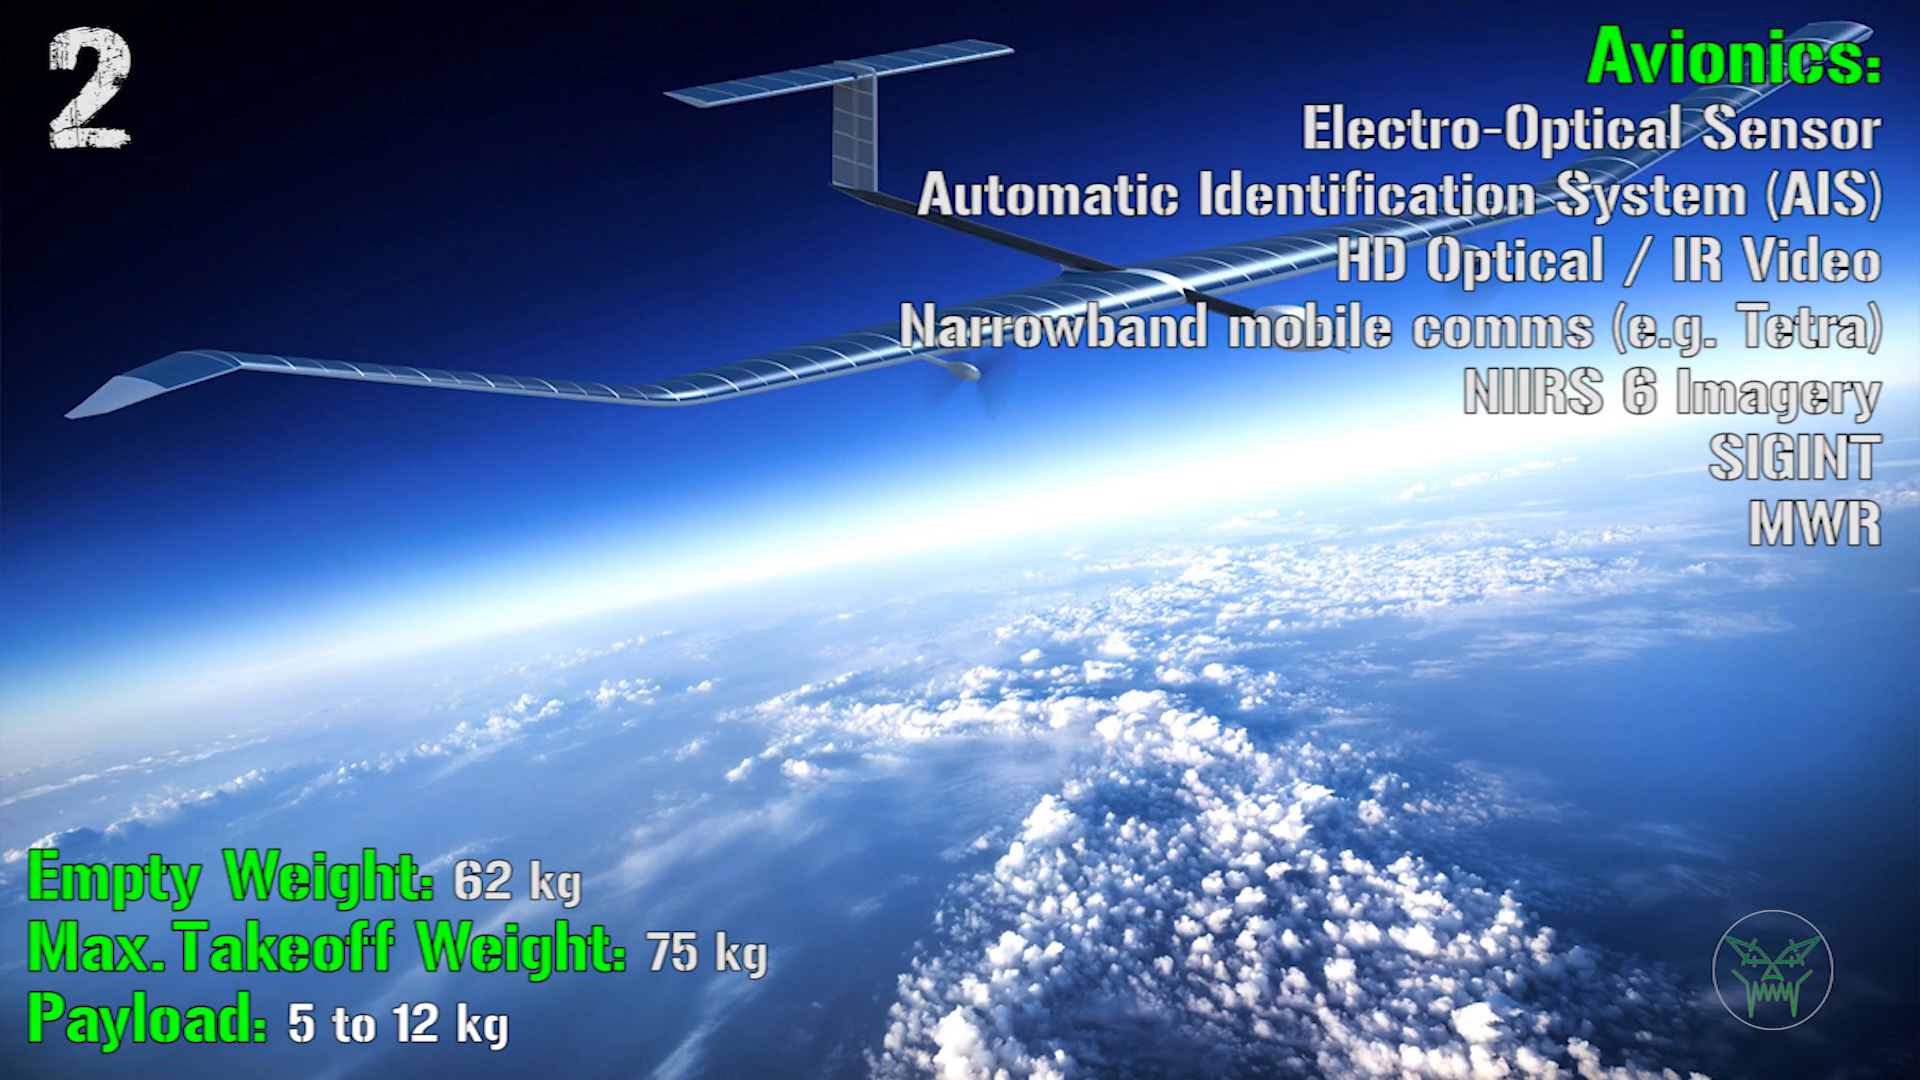 2
Avionics:
Electro-Optical Sensor
Automatic Identification System (AIS)
HD Optical / IR Video
Narrowband mobile comms (e.g. Tetra)
NIIRS 6 Imagery
SIGINT
MWR
Empty Weight: 62 kg
Max. Takeoff Weight: 75 kg
Payload: 5 to 12 kg